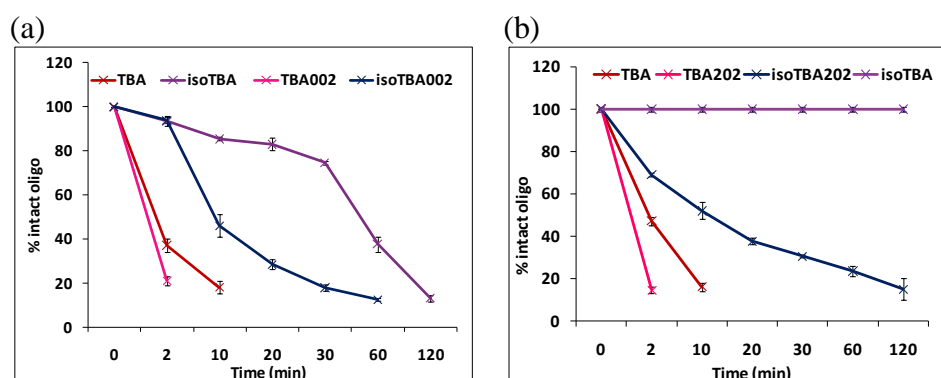 (a)
TBA isoTBA TBA002 isoTBA002
120
100
80
60
40
20
0
% intact oligo
0 2 10 20 30 60 120
Time (min)
(b)
TBA TBA202 isoTBA202 isoTBA
120
100
80
60
40
20
0
% intact oligo
0 2 10 20 30 60 120
Time (min)